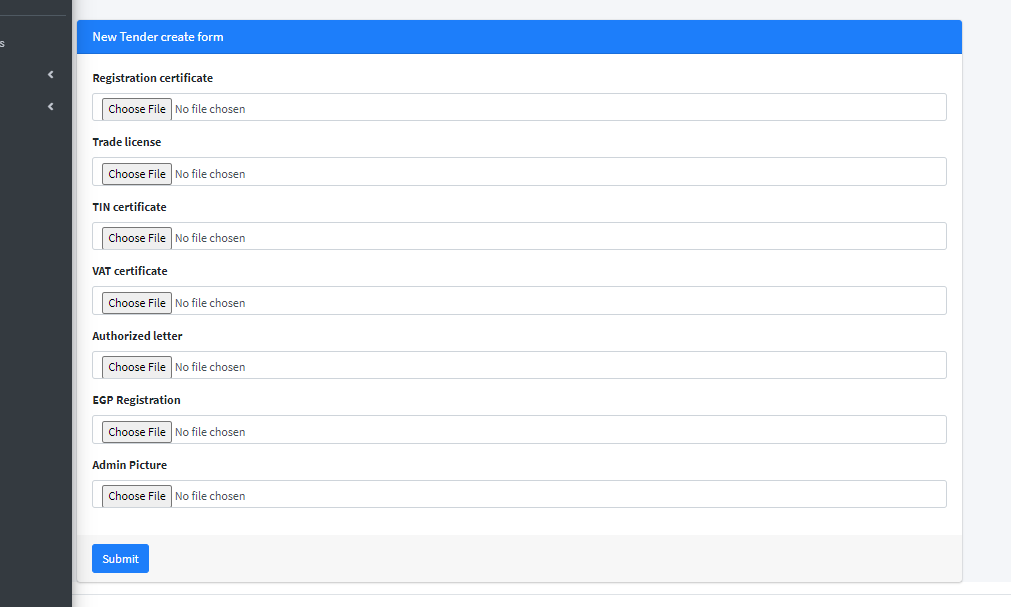 New Tender create form
s
Registration certificate
Choose File No file chosen
Trade license
Choose File No file chosen
TIN certificate
Choose File No file chosen
VAT certificate
Choose File No file chosen
Authorized letter
Choose File No file chosen
EGP Registration
Choose File No file chosen
Admin Picture
Choose File No file chosen
Submit